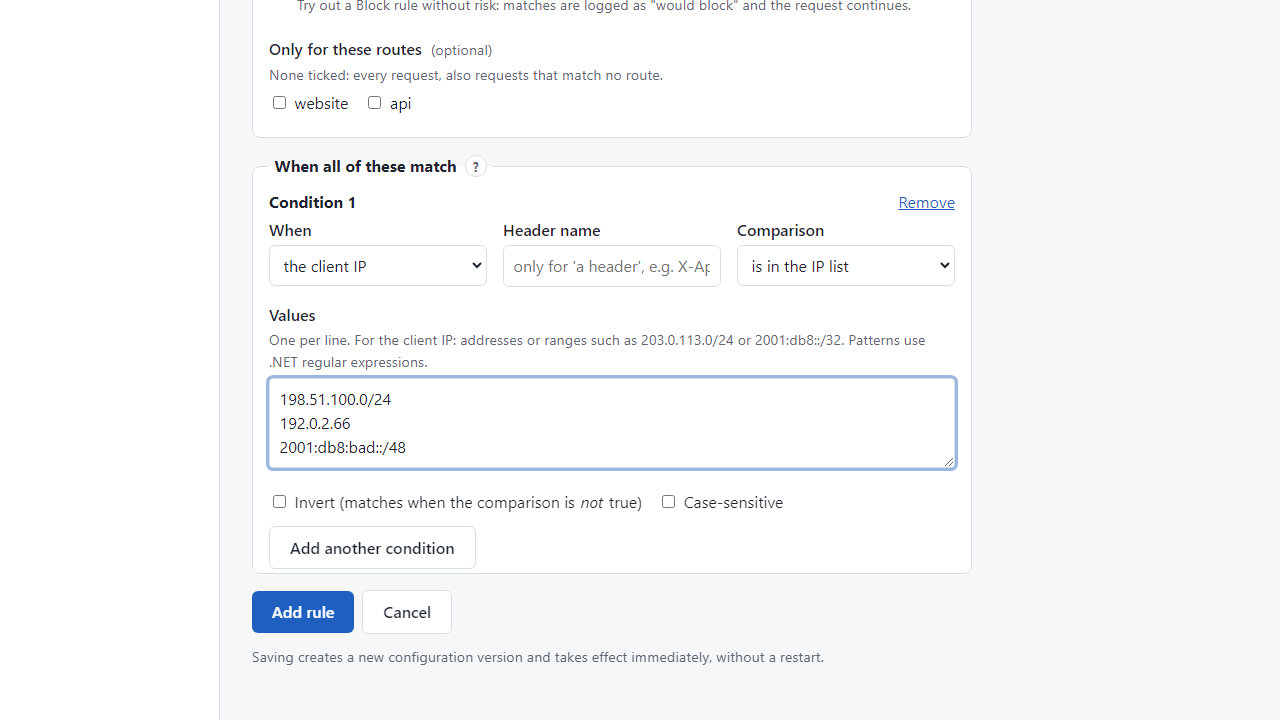 Try out a Block rule without risk: matches are logged as "would block" and the request continues.
Only for these routes (optional)
None ticked: every request, also requests that match no route.
website api
When all of these match ?
Condition 1 Remove
When Header name Comparison
the client IP only for 'a header', e.g. X-Ap is in the IP list
Values
One per line. For the client IP: addresses or ranges such as 203.0.113.0/24 or 2001:db8::/32. Patterns use
.NET regular expressions.
198.51.100.0/24
192.0.2.66
2001:db8:bad::/48
Invert (matches when the comparison is not true) Case-sensitive
Add another condition
Add rule Cancel
Saving creates a new configuration version and takes effect immediately, without a restart.